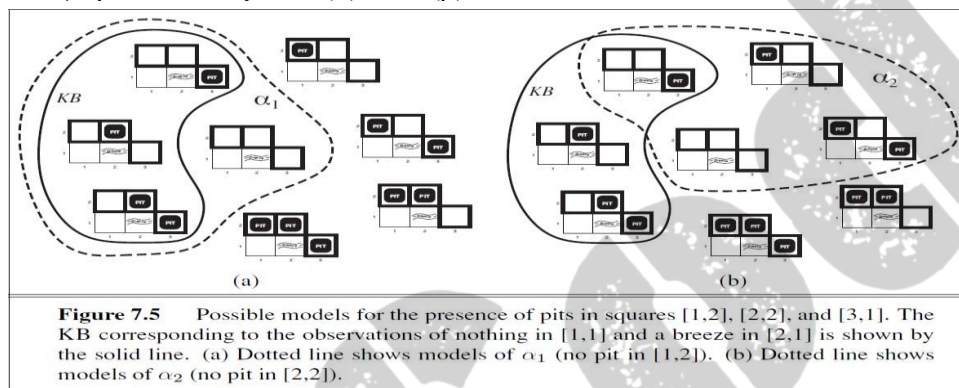 KB
α1
PIT
PIT
PIT
PIT
PIT
PIT
PIT
PIT
PIT
PIT
PIT
PIT
(a)
KB
α2
PIT
PIT
PIT
PIT
PIT
PIT
PIT
PIT
PIT
PIT
PIT
PIT
(b)
Figure 7.5 Possible models for the presence of pits in squares [1,2], [2,2], and [3,1]. The
KB corresponding to the observations of nothing in [1,1] and a breeze in [2,1] is shown by
the solid line. (a) Dotted line shows models of α1 (no pit in [1,2]). (b) Dotted line shows
models of α2 (no pit in [2,2]).